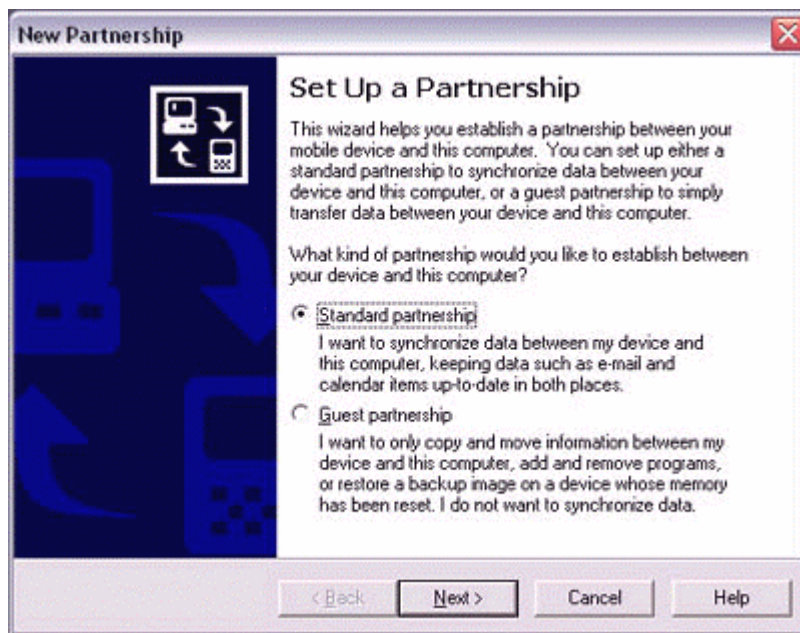 New Partnership
Set Up a Partnership
This wizard helps you establish a partnership between your
mobile device and this computer. You can set up either a
standard partnership to synchronize data between your
device and this computer, or a guest partnership to simply
transfer data between your device and this computer.
What kind of partnership would you like to establish between
your device and this computer?
Standard partnership
I want to synchronize data between my device and
this computer, keeping data such as e-mail and
calendar items up-to-date in both places.
Guest partnership
I want to only copy and move information between my
device and this computer, add and remove programs,
or restore a backup image on a device whose memory
has been reset. I do not want to synchronize data.
< Back Next > Cancel Help